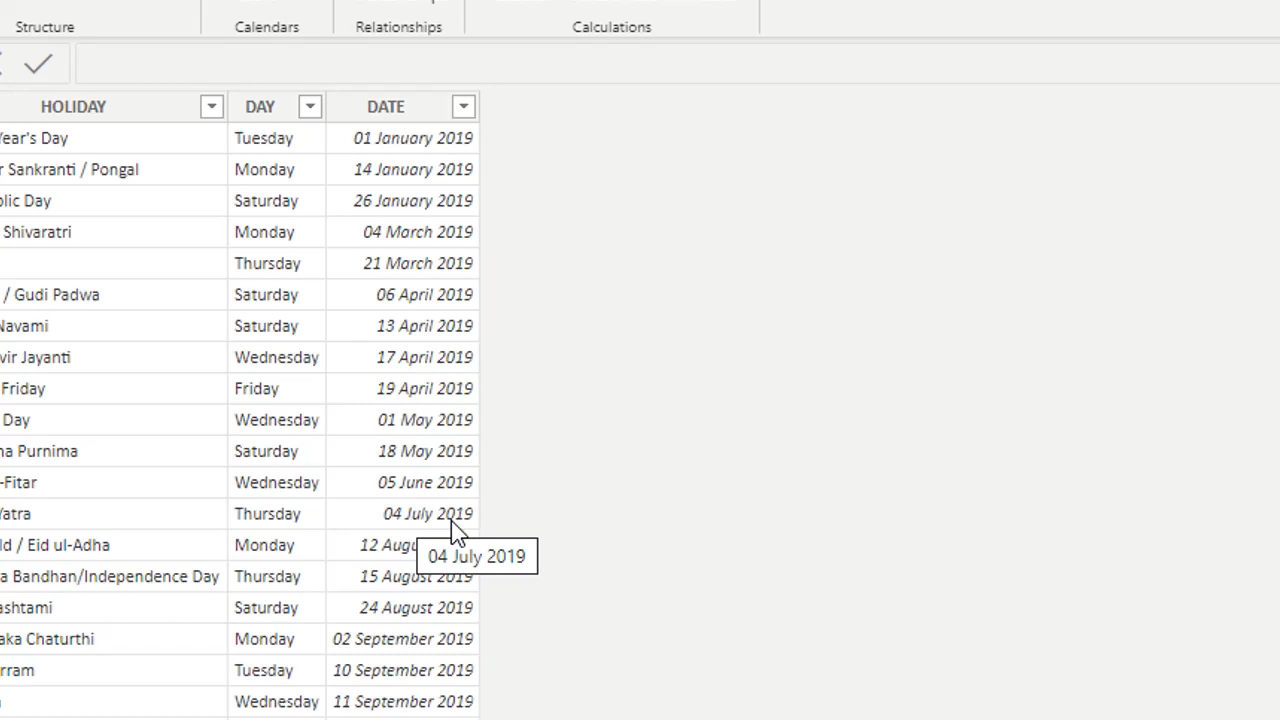 Structure Calendars Relationships Calculations
HOLIDAY DAY DATE
Year's Day Tuesday 01 January 2019
r Sankranti / Pongal Monday 14 January 2019
blic Day Saturday 26 January 2019
Shivaratri Monday 04 March 2019
Thursday 21 March 2019
/ Gudi Padwa Saturday 06 April 2019
Navami Saturday 13 April 2019
vir Jayanti Wednesday 17 April 2019
Friday Friday 19 April 2019
Day Wednesday 01 May 2019
ha Purnima Saturday 18 May 2019
-Fitar Wednesday 05 June 2019
Yatra Thursday 04 July 2019
Id / Eid ul-Adha Monday 12 Augu
04 July 2019
a Bandhan/Independence Day Thursday 15 August 2019
ashtami Saturday 24 August 2019
aka Chaturthi Monday 02 September 2019
rram Tuesday 10 September 2019
Wednesday 11 September 2019